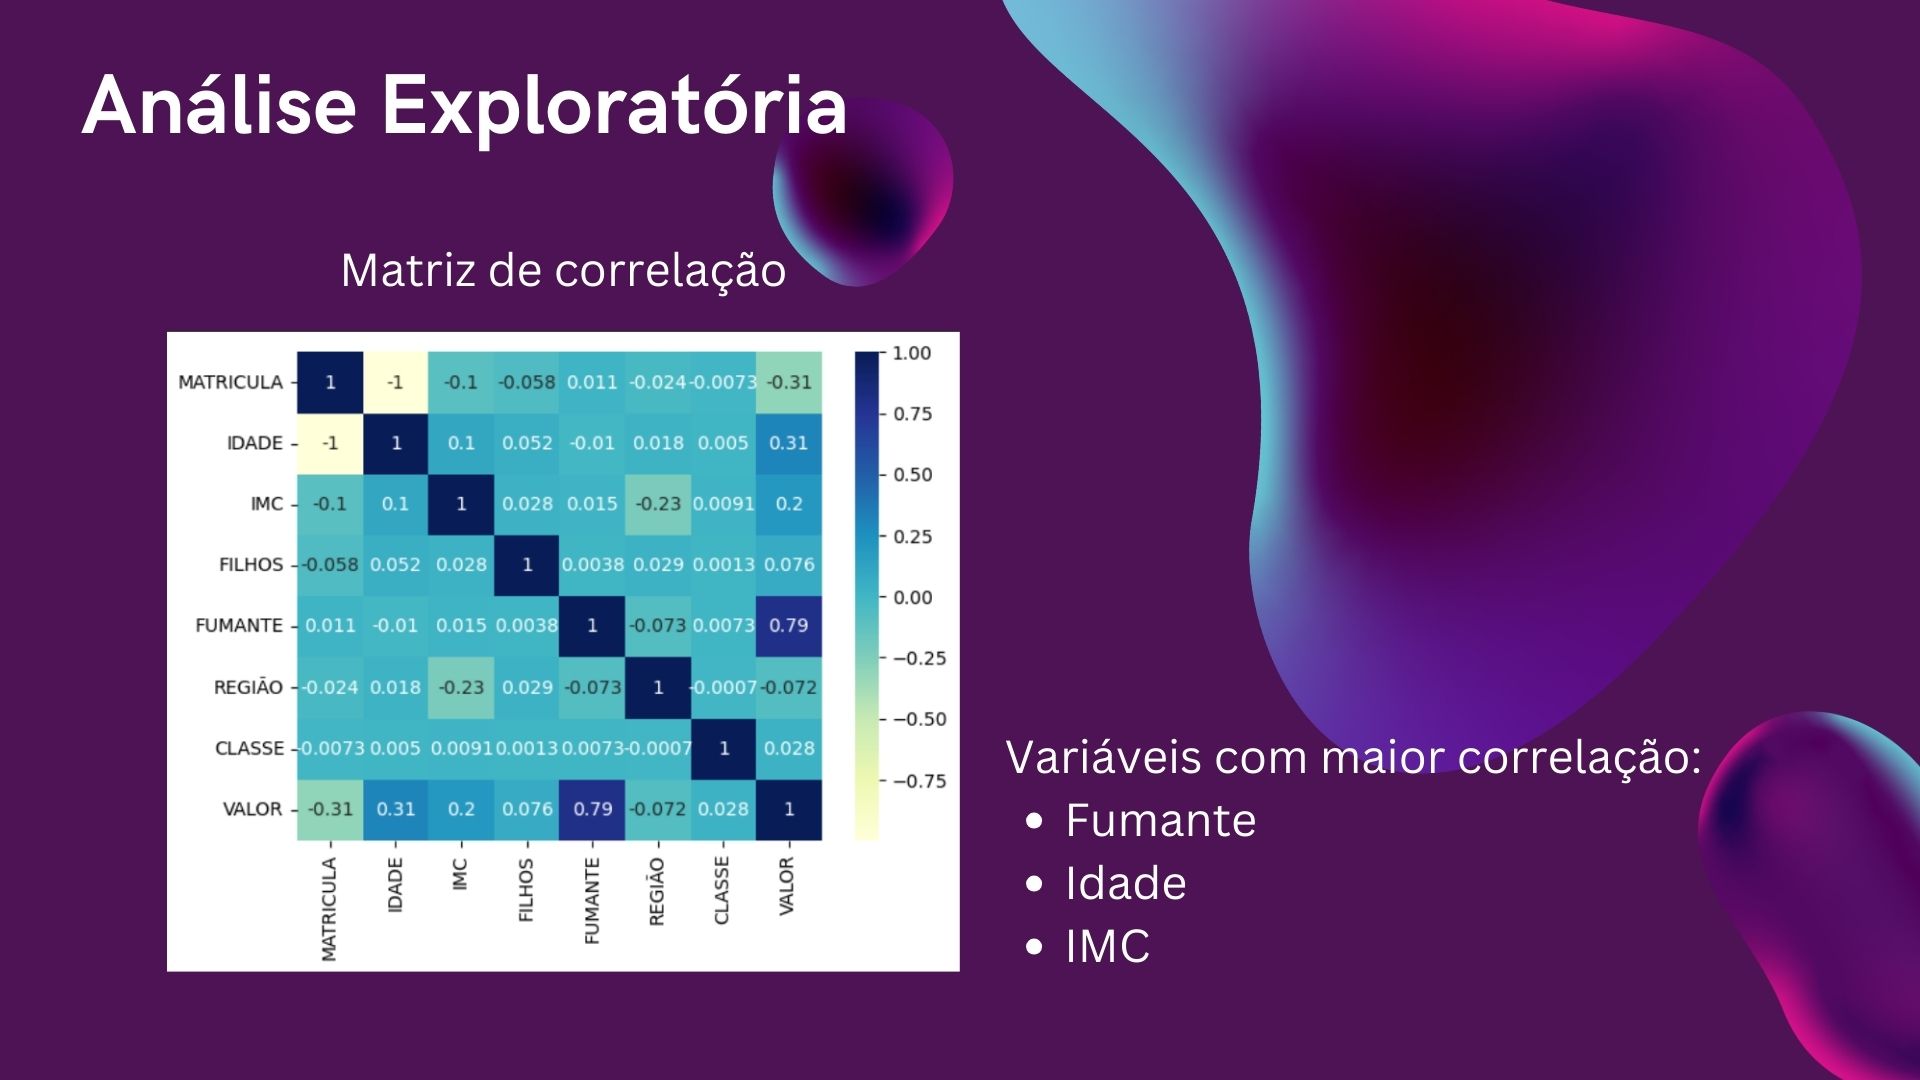 Análise Exploratória
Matriz de correlação
MATRICULA 1 -1 -0.1 -0.058 0.011 -0.024 -0.0073 -0.31
IDADE -1 1 0.1 0.052 -0.01 0.018 0.005 0.31
IMC -0.1 0.1 1 0.028 0.015 -0.23 0.0091 0.2
FILHOS -0.058 0.052 0.028 1 0.0038 0.029 0.0013 0.076
FUMANTE 0.011 -0.01 0.015 0.0038 1 -0.073 0.0073 0.79
REGIÃO -0.024 0.018 -0.23 0.029 -0.073 1 -0.0007 -0.072
CLASSE -0.0073 0.005 0.0091 0.0013 0.0073 -0.0007 1 0.028
VALOR -0.31 0.31 0.2 0.076 0.79 -0.072 0.028 1
MATRICULA IDADE IMC FILHOS FUMANTE REGIÃO CLASSE VALOR
1.00
0.75
0.50
0.25
0.00
−0.25
−0.50
−0.75
Variáveis com maior correlação:
• Fumante
• Idade
• IMC